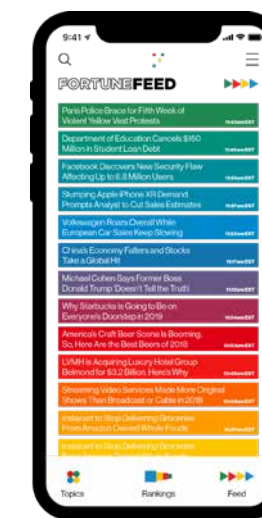 9:41
FORTUNE FEED
Paris Police Brace for Fifth Week of
Violent Yellow Vest Protests
Department of Education Cancels $150
Million in Student Loan Debt
Facebook Discovers New Security Flaw
Affecting Up to 6.8 Million Users
Slumping Apple iPhone XR Demand
Prompts Analyst to Cut Sales Estimates
Volkswagen Roars Overall While
European Car Sales Keep Slowing
China's Economy Falters and Stocks
Take a Global Hit
Michael Cohen Says Former Boss
Donald Trump 'Doesn't Tell the Truth'
Why Starbucks is Going to Be on
Everyone's Doorstep in 2019
America's Craft Beer Scene Is Booming.
So, Here Are the Best Beers of 2018
LVMH is Acquiring Luxury Hotel Group
Belmond for $3.2 Billion. Here's Why
Streaming Video Services Made More Original
Shows Than Broadcast or Cable in 2018
Instacart to Stop Delivering Groceries
From Amazon Owned Whole Foods
Instacart to Stop Delivering Groceries
Topics
Rankings
Feed